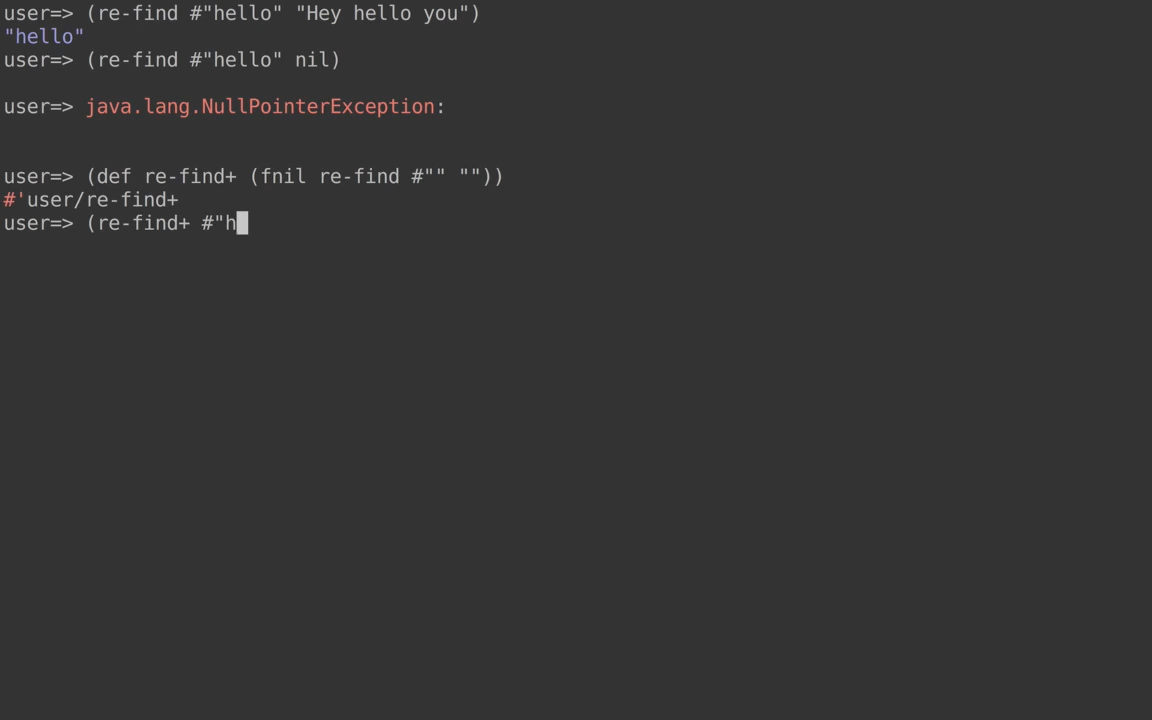 user=> (re-find #"hello" "Hey hello you")
"hello"
user=> (re-find #"hello" nil)
user=> java.lang.NullPointerException:
user=> (def re-find+ (fnil re-find #"" ""))
#'user/re-find+
user=> (re-find+ #"h